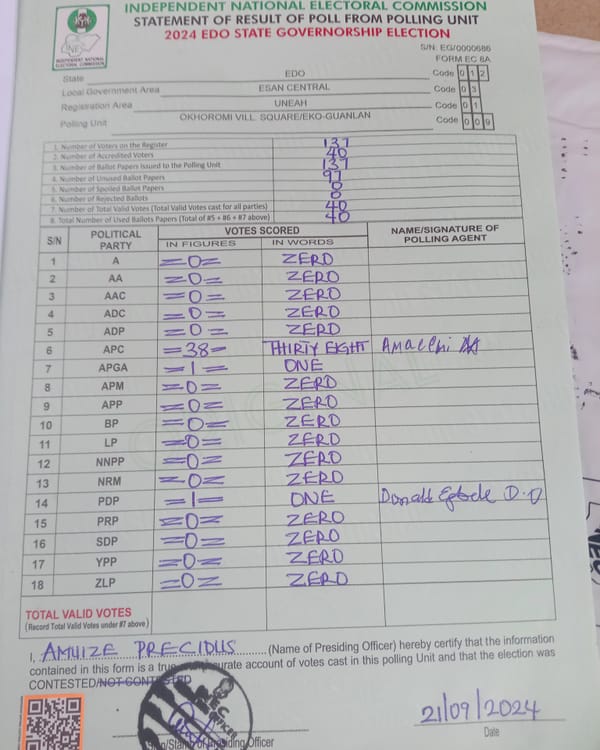 INDEPENDENT NATIONAL ELECTORAL COMMISSION
STATEMENT OF RESULT OF POLL FROM POLLING UNIT
2024 EDO STATE GOVERNORSHIP ELECTION
INEC
INDEPENDENT NATIONAL ELECTORAL COMMISSION
S/N: EG/0000686
FORM EC 8A
State EDO Code 0 1 2
Local Government Area ESAN CENTRAL Code 0 3
Registration Area UNEAH Code 0 1
Polling Unit OKHOROMI VILL. SQUARE/EKO-GUANLAN Code 0 0 9
1. Number of Voters on the Register 137
2. Number of Accredited Voters 40
3. Number of Ballot Papers Issued to the Polling Unit 137
4. Number of Unused Ballot Papers 97
5. Number of Spoiled Ballot Papers 0
6. Number of Rejected Ballots 0
7. Number of Total Valid Votes (Total Valid Votes cast for all parties) 40
8. Total Number of Used Ballots Papers (Total of #5 + #6 + #7 above) 40
S/N POLITICAL PARTY VOTES SCORED NAME/SIGNATURE OF POLLING AGENT
IN FIGURES IN WORDS
1 A =0= ZERO
2 AA =0= ZERO
3 AAC =0= ZERO
4 ADC =0= ZERO
5 ADP =0= ZERO
6 APC =38= THIRTY EIGHT Amaechi
7 APGA =1= ONE
8 APM =0= ZERO
9 APP =0= ZERO
10 BP =0= ZERO
11 LP =0= ZERO
12 NNPP =0= ZERO
13 NRM =0= ZERO
14 PDP =1= ONE Donald D.O
15 PRP =0= ZERO
16 SDP =0= ZERO
17 YPP =0= ZERO
18 ZLP =0= ZERO
TOTAL VALID VOTES
(Record Total Valid Votes under #7 above)
I, AMUIZE PRECIOUS (Name of Presiding Officer) hereby certify that the information
contained in this form is a true account of votes cast in this polling Unit and that the election was
CONTESTED/NOT CONTESTED
21/09/2024
Sign/Stamp of Presiding Officer
Date